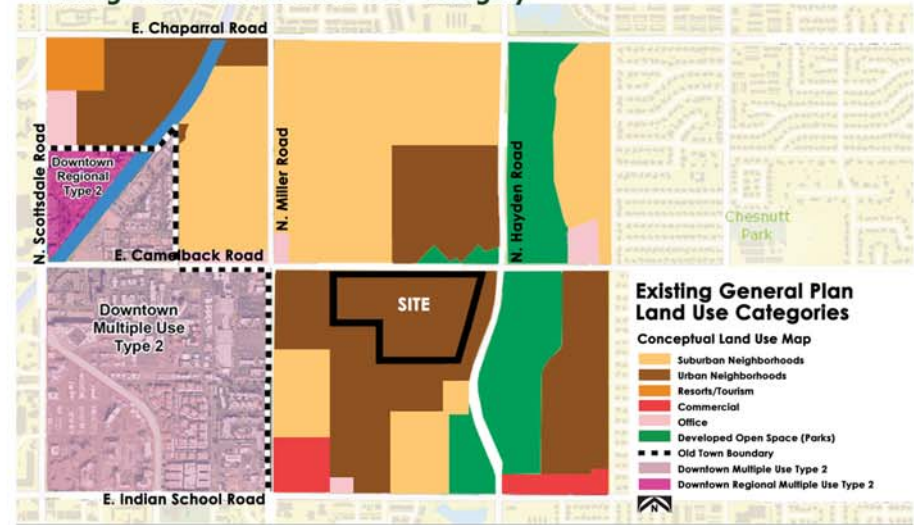 E. Chaparral Road
N. Scottsdale Road
N. Miller Road
N. Hayden Road
Downtown
Regional
Type 2
Chesnutt
Park
E. Camelback Road
Downtown
Multiple Use
Type 2
SITE
E. Indian School Road
Existing General Plan
Land Use Categories
Conceptual Land Use Map
Suburban Neighborhoods
Urban Neighborhoods
Resorts/Tourism
Commercial
Office
Developed Open Space (Parks)
Old Town Boundary
Downtown Multiple Use Type 2
Downtown Regional Multiple Use Type 2
N